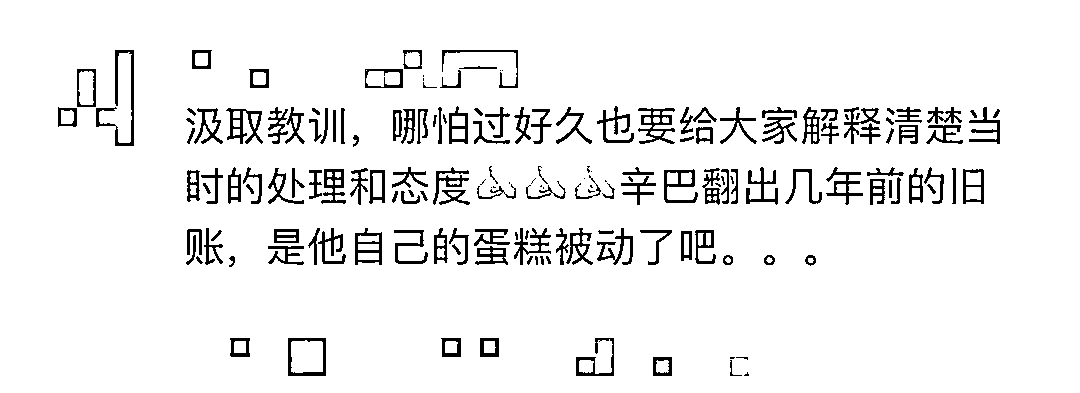 汲取教训，哪怕过好久也要给大家解释清楚当
时的处理和态度👍👍👍辛巴翻出几年前的旧
账，是他自己的蛋糕被动了吧。。。